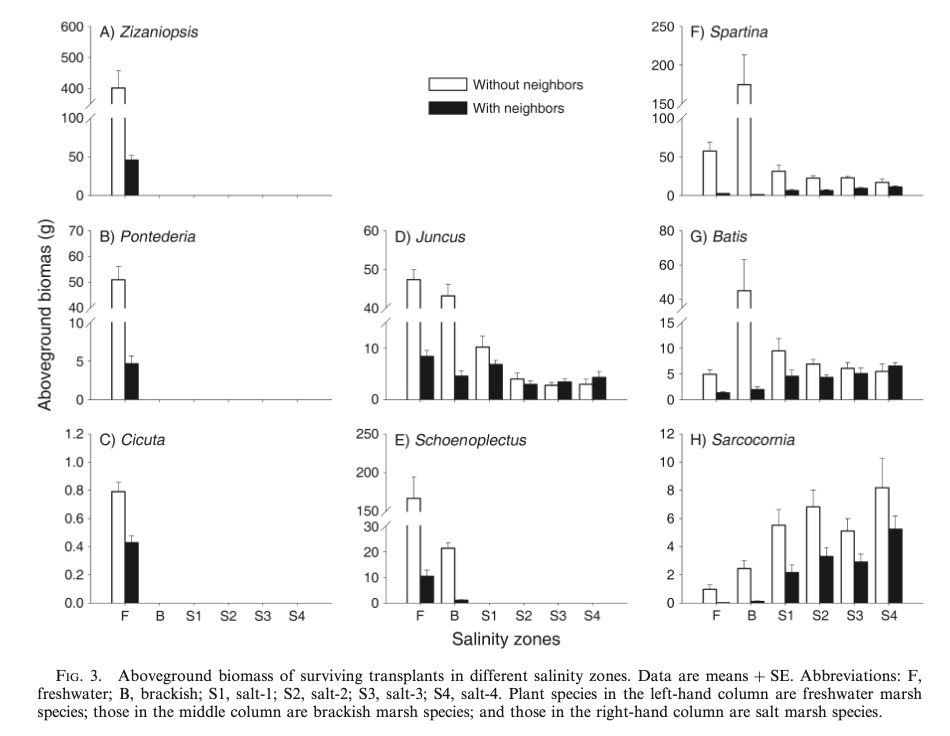 Aboveground biomas (g)
A) Zizaniopsis
600
500
400
100
50
0
Without neighbors
With neighbors
F) Spartina
250
200
150
100
50
0
B) Pontederia
70
60
50
40
10
5
0
D) Juncus
60
50
40
10
0
G) Batis
80
60
40
15
10
5
0
C) Cicuta
1.2
1.0
0.8
0.6
0.4
0.2
0.0
F B S1 S2 S3 S4
E) Schoenoplectus
250
200
150
30
20
10
0
F B S1 S2 S3 S4
H) Sarcocornia
12
10
8
6
4
2
0
F B S1 S2 S3 S4
Salinity zones
FIG. 3. Aboveground biomass of surviving transplants in different salinity zones. Data are means + SE. Abbreviations: F,
freshwater; B, brackish; S1, salt-1; S2, salt-2; S3, salt-3; S4, salt-4. Plant species in the left-hand column are freshwater marsh
species; those in the middle column are brackish marsh species; and those in the right-hand column are salt marsh species.